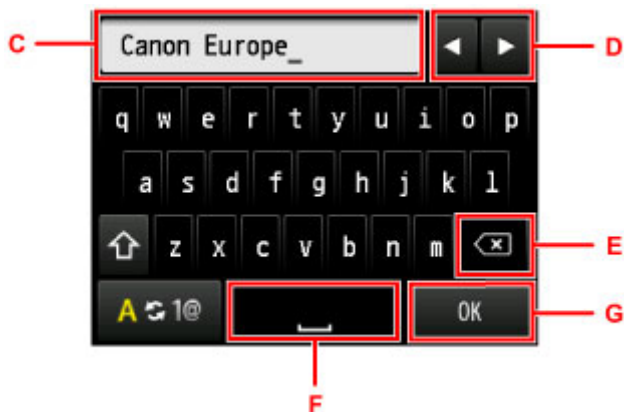 C Canon Europe_ D
q w e r t y u i o p
a s d f g h j k l
z x c v b n m E
A 1@ OK G
F